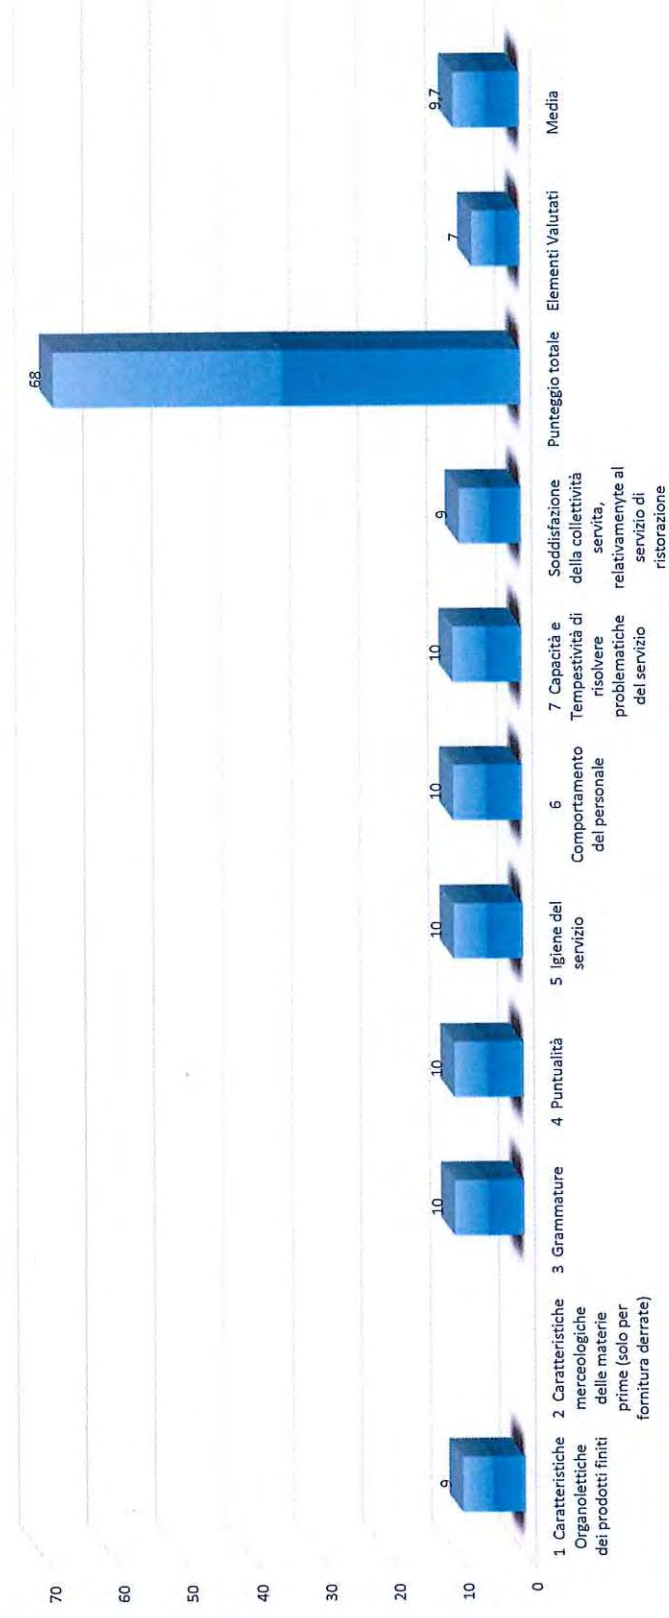 70
60
50
40
30
20
10
0
9
10
10
10
10
10
9
68
7
9,7
1 Caratteristiche
Organolettiche
dei prodotti finiti
2 Caratteristiche
merceologiche
delle materie
prime (solo per
fornitura derrate)
3 Grammature
4 Puntualità
5 Igiene del
servizio
6
Comportamento
del personale
7 Capacità e
Tempestività di
risolvere
problematiche
del servizio
Soddisfazione
della collettività
servita,
relativamenyte al
servizio di
ristorazione
Punteggio totale
Elementi Valutati
Media